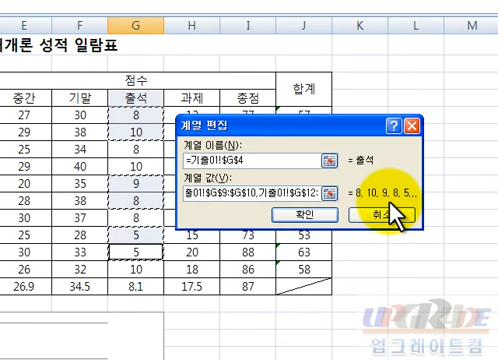 E F G H I J K L M
개론 성적 일람표
점수 합계
중간 기말 출석 과제 총점
27 30 8
29 38 10
25 34 8
29 40 10
20 35 9
28 38 8
30 37 8
25 28 5 15 73 53
30 33 5 20 88 63
26 32 10 18 86 58
26.9 34.5 8.1 17.5 87
계열 편집
계열 이름(N):
=기출01!$G$4 = 출석
계열 값(V):
출01!$G$9:$G$10,기출01!$G$12: = 8, 10, 9, 8, 5...
확인 취소
UPGRADE
업그레이드컴